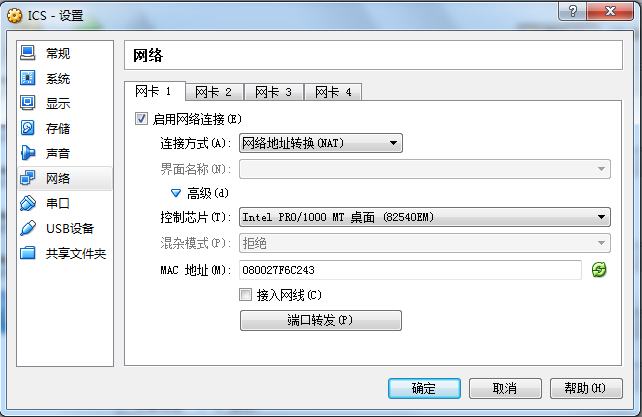 ICS - 设置
常规
系统
显示
存储
声音
网络
串口
USB设备
共享文件夹
网络
网卡 1 网卡 2 网卡 3 网卡 4
启用网络连接(E)
连接方式(A): 网络地址转换(NAT)
界面名称(N):
高级(d)
控制芯片(T): Intel PRO/1000 MT 桌面 (82540EM)
混杂模式(P): 拒绝
MAC 地址(M): 080027F6C243
接入网线(C)
端口转发(P)
确定 取消 帮助(H)